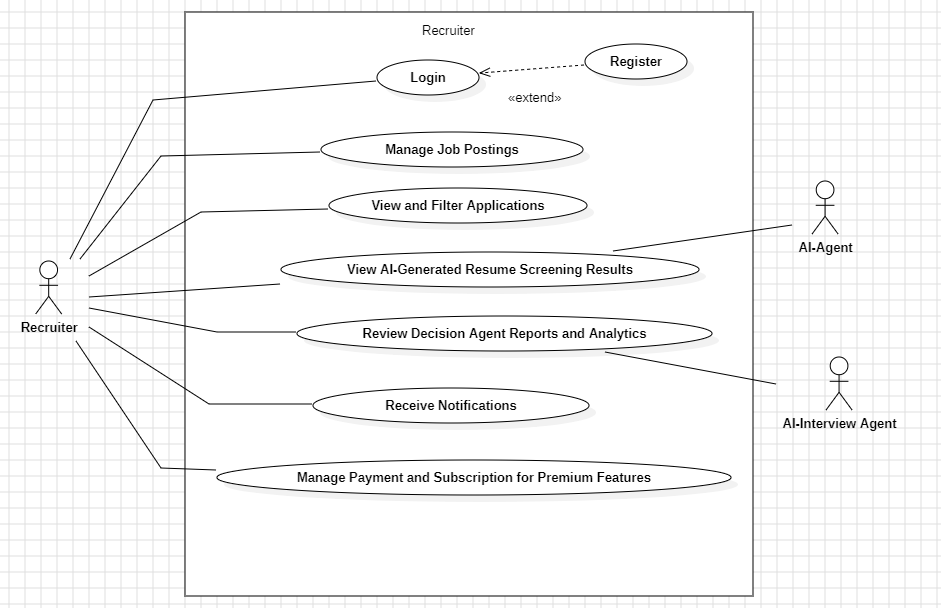 Recruiter
Login
Register
«extend»
Manage Job Postings
View and Filter Applications
AI-Agent
View AI-Generated Resume Screening Results
Recruiter
Review Decision Agent Reports and Analytics
Receive Notifications
AI-Interview Agent
Manage Payment and Subscription for Premium Features